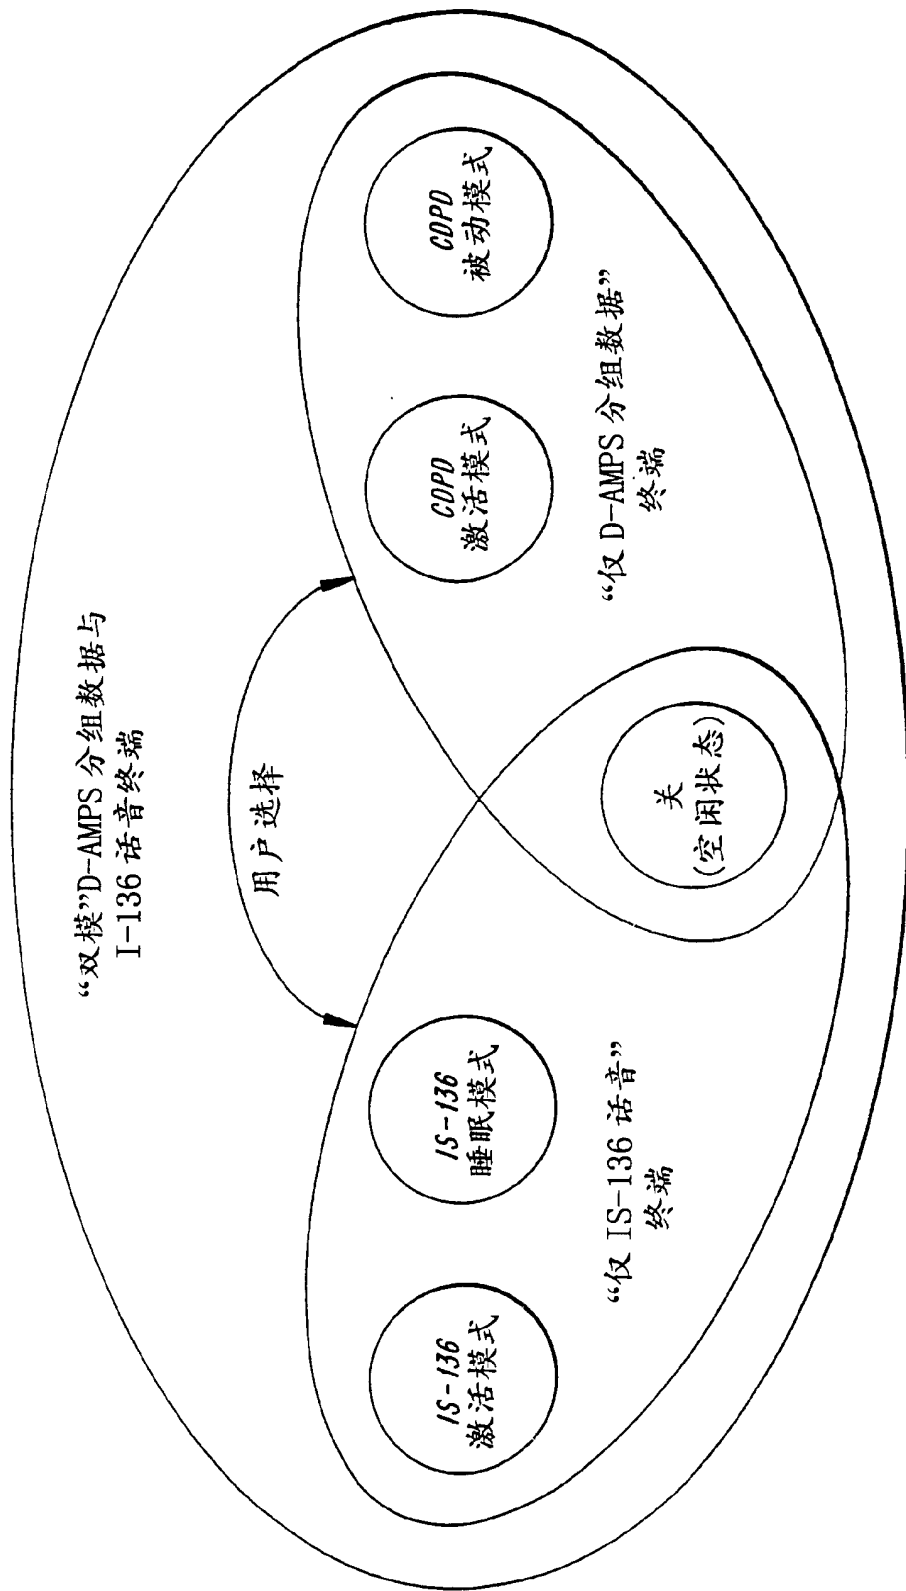 “双模”D-AMPS 分组数据与
I-136 话音终端
用户选择
IS-136
激活模式
IS-136
睡眠模式
CDPD
激活模式
CDPD
被动模式
关
(空闲状态)
“仅 IS-136 话音”
终端
“仅 D-AMPS 分组数据”
终端